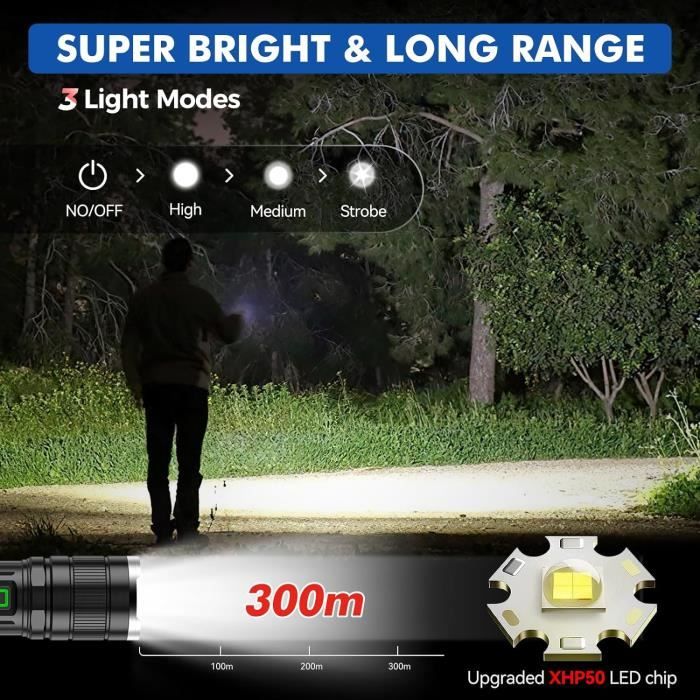 SUPER BRIGHT & LONG RANGE
3 Light Modes
NO/OFF
High
Medium
Strobe
300m
100m
200m
300m
Upgraded XHP50 LED chip